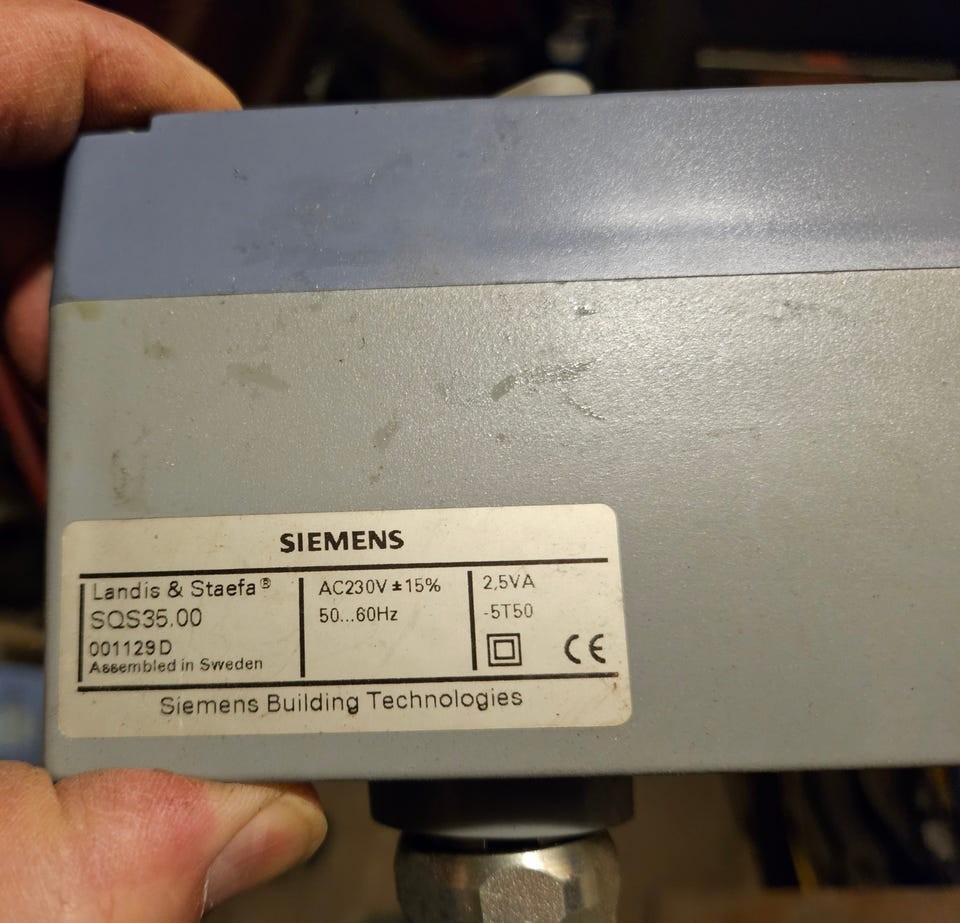 SIEMENS
Landis & Staefa®
SQS35.00
001129D
Assembled in Sweden
AC230V ±15%
50...60Hz
2,5VA
-5T50
CE
Siemens Building Technologies